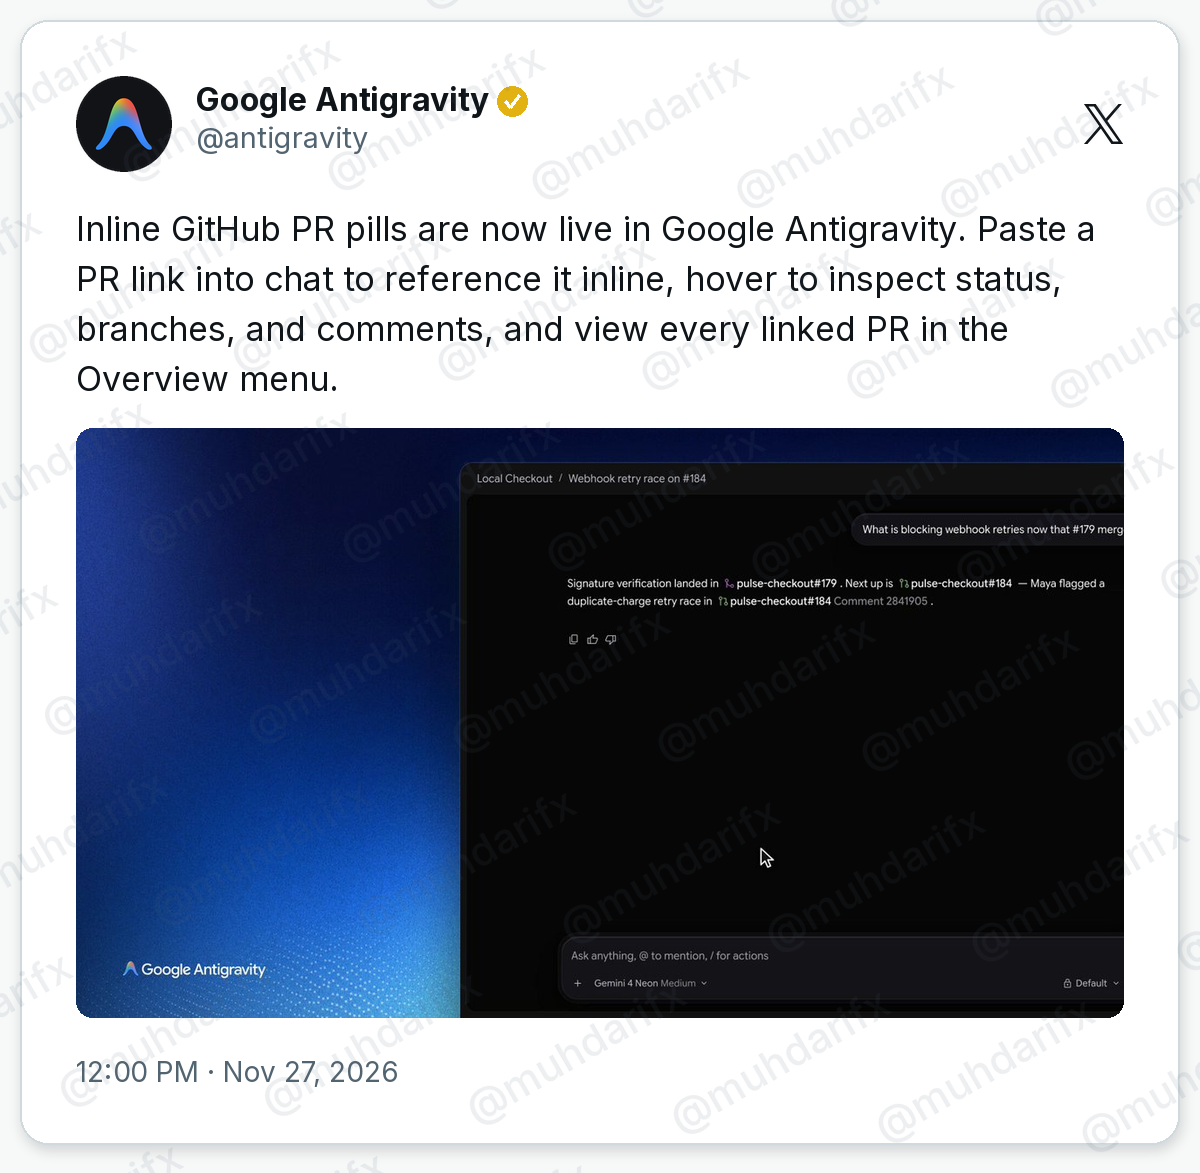 Google Antigravity
@antigravity
Inline GitHub PR pills are now live in Google Antigravity. Paste a
PR link into chat to reference it inline, hover to inspect status,
branches, and comments, and view every linked PR in the
Overview menu.
Local Checkout / Webhook retry race on #184
What is blocking webhook retries now that #179 merg
Signature verification landed in pulse-checkout#179 . Next up is pulse-checkout#184 — Maya flagged a
duplicate-charge retry race in pulse-checkout#184 Comment 2841905 .
Ask anything, @ to mention, / for actions
+ Gemini 4 Neon Medium
Default
Google Antigravity
12:00 PM · Nov 27, 2026
@muhdarifx